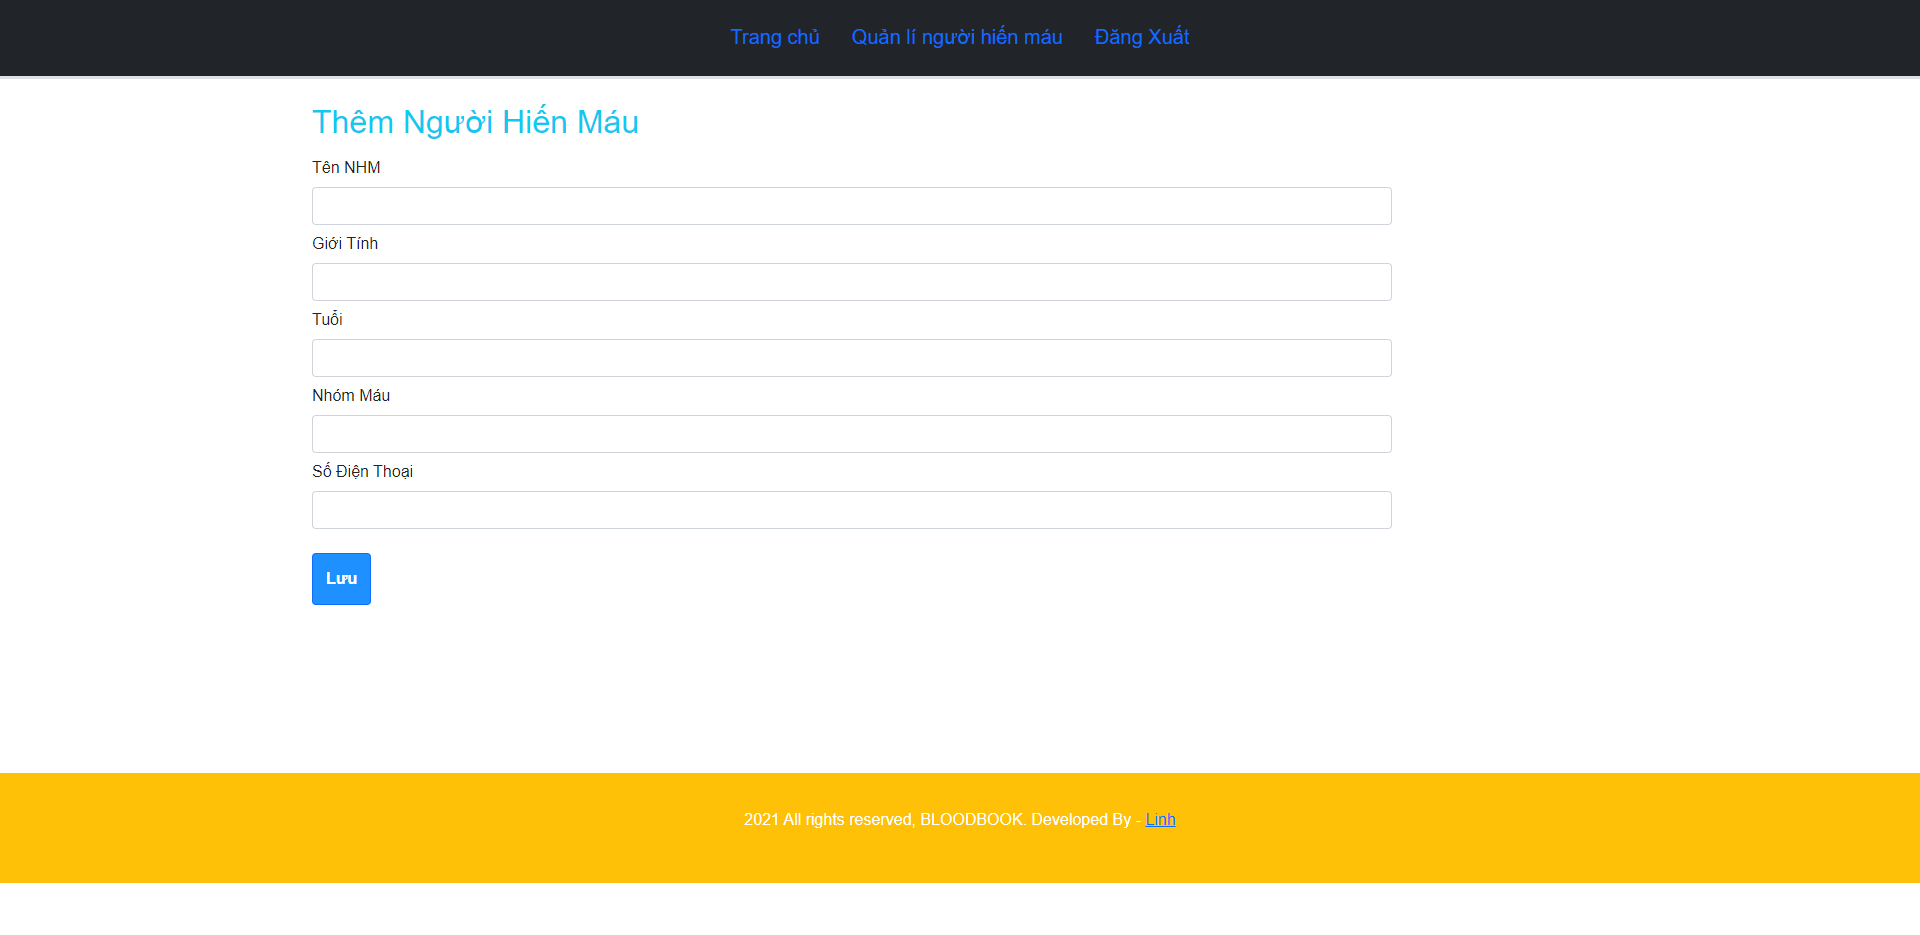 Trang chủ Quản lí người hiến máu Đăng Xuất
Thêm Người Hiến Máu
Tên NHM
Giới Tính
Tuổi
Nhóm Máu
Số Điện Thoại
Lưu
2021 All rights reserved, BLOODBOOK. Developed By - Linh